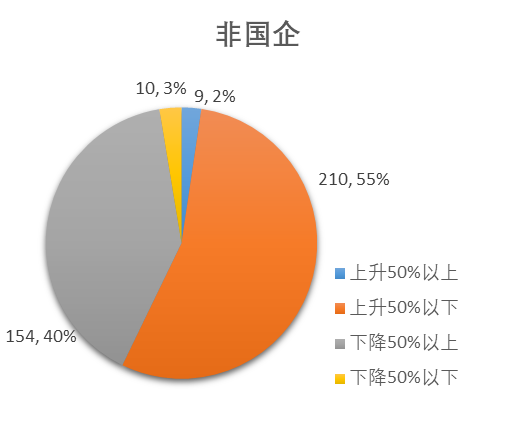 非国企
10, 3%
9, 2%
210, 55%
154, 40%
上升50%以上
上升50%以下
下降50%以上
下降50%以下